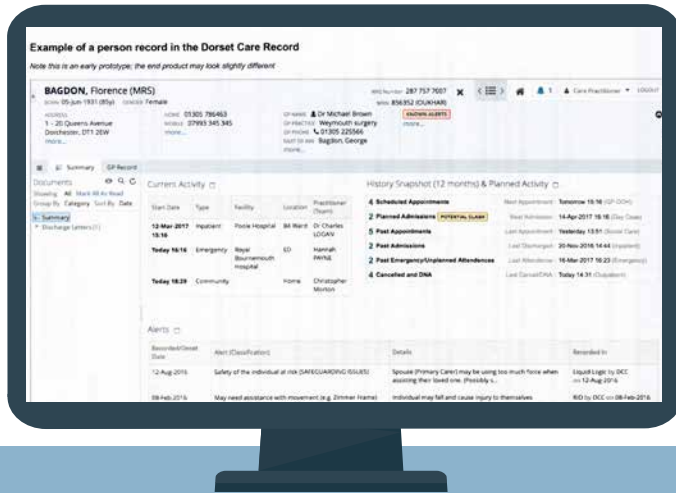 Example of a person record in the Dorset Care Record
Note this is an early prototype; the end product may look slightly different
BAGDON, Florence (MRS)
BORN 05-Jun-1931 (85y) GENDER Female
NHS Number 287 757 7007
MRN 856352 (OUKHAR)
1
Care Practitioner
LOGOUT
ADDRESS
1 - 20 Queens Avenue
Dorchester, DT1 2EW
more...
HOME 01305 786463
MOBILE 07993 345 345
more...
GP NAME Dr Michael Brown
GP PRACTICE Weymouth surgery
GP PHONE 01305 225566
NEXT OF KIN Bagdon, George
more...
KNOWN ALERTS
more...
Summary GP Record
Documents
Showing All Mark All As Read
Group By Category Sort By Date
Summary
Discharge Letters (1)
Current Activity
Start Date Type Facility Location Practitioner (Team)
12-Mar-2017 15:16 Inpatient Poole Hospital Bill Ward Dr Charles LOGAN
Today 16:16 Emergency Royal Bournemouth Hospital ED Hannah PAYNE
Today 18:29 Community Home Christopher Morton
History Snapshot (12 months) & Planned Activity
4 Scheduled Appointments Next Appointment Tomorrow 15:16 (GP OOH)
2 Planned Admissions POTENTIAL CLASH Next Admission 14-Apr-2017 16:16 (Day Case)
5 Past Appointments Last Appointment Yesterday 13:51 (Social Care)
2 Past Admissions Last Discharged 20-Nov-2016 14:44 (Inpatient)
2 Past Emergency/Unplanned Attendances Last Attendance 16-Mar-2017 16:23 (Emergency)
4 Cancelled and DNA Last Cancel/DNA Today 14:31 (Outpatient)
Alerts
Recorded/Onset Date Alert (Classification) Details Recorded In
12-Aug-2016 Safety of the individual at risk (SAFEGUARDING ISSUES) Spouse (Primary Carer) may be using too much force when assisting their loved one. (Possibly s... Liquid Logic by DCC on 12-Aug-2016
08-Feb-2016 May need assistance with movement (e.g. Zimmer Frame) Individual may fall and cause injury to themselves RiO by DCC on 08-Feb-2016